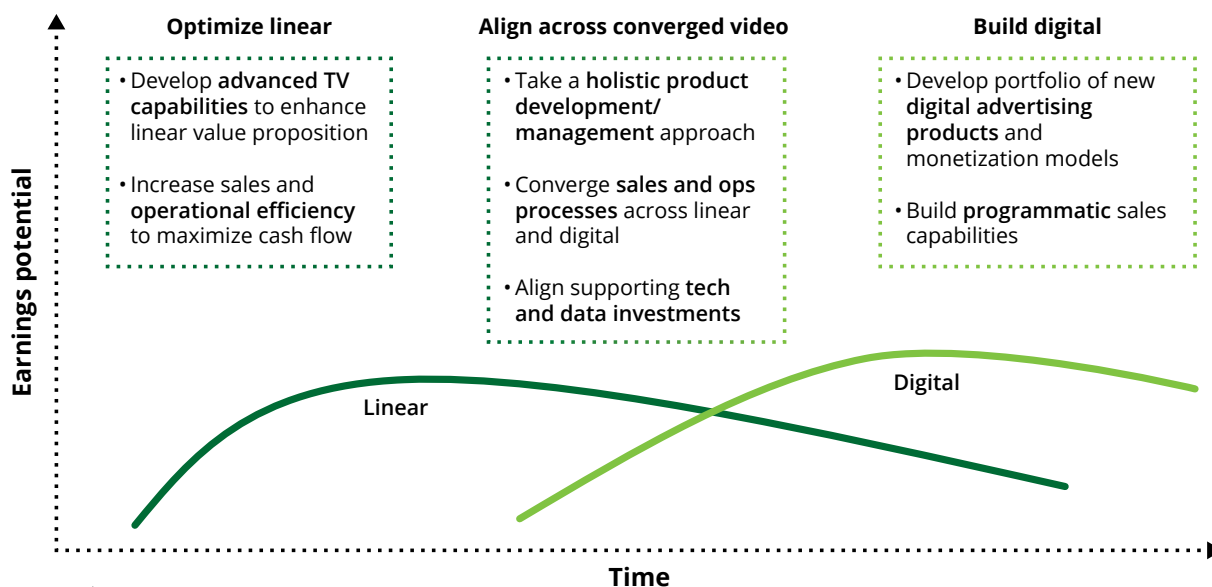 Optimize linear
• Develop advanced TV
capabilities to enhance
linear value proposition
• Increase sales and
operational efficiency
to maximize cash flow
Align across converged video
• Take a holistic product
development/
management approach
• Converge sales and ops
processes across linear
and digital
• Align supporting tech
and data investments
Build digital
• Develop portfolio of new
digital advertising
products and
monetization models
• Build programmatic sales
capabilities
Earnings potential
Linear
Digital
Time